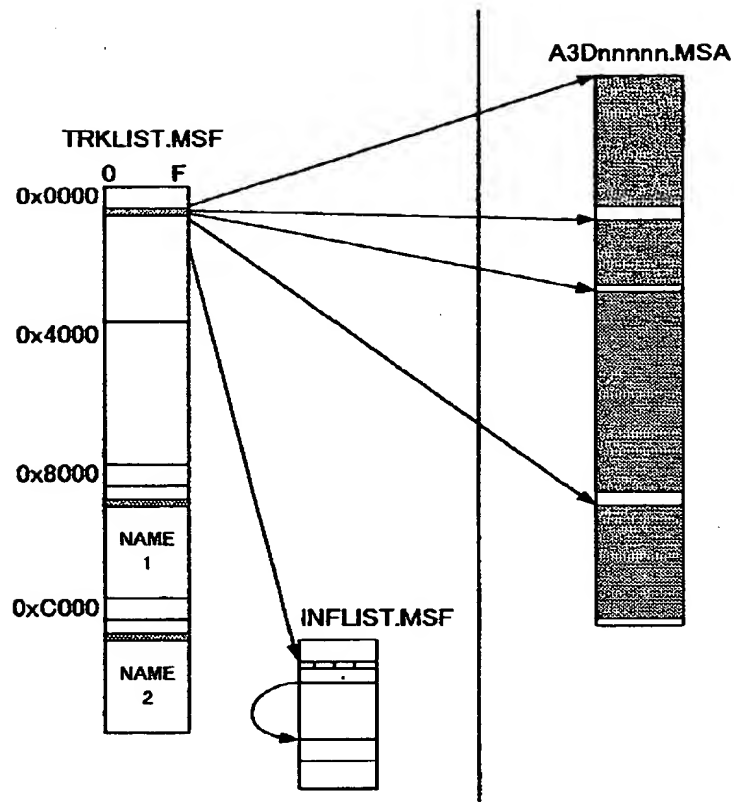 A3Dnnnnn.MSA
TRKLIST.MSF
0 F
0x0000
0x4000
0x8000
NAME
1
0xC000
INFLIST.MSF
NAME
2